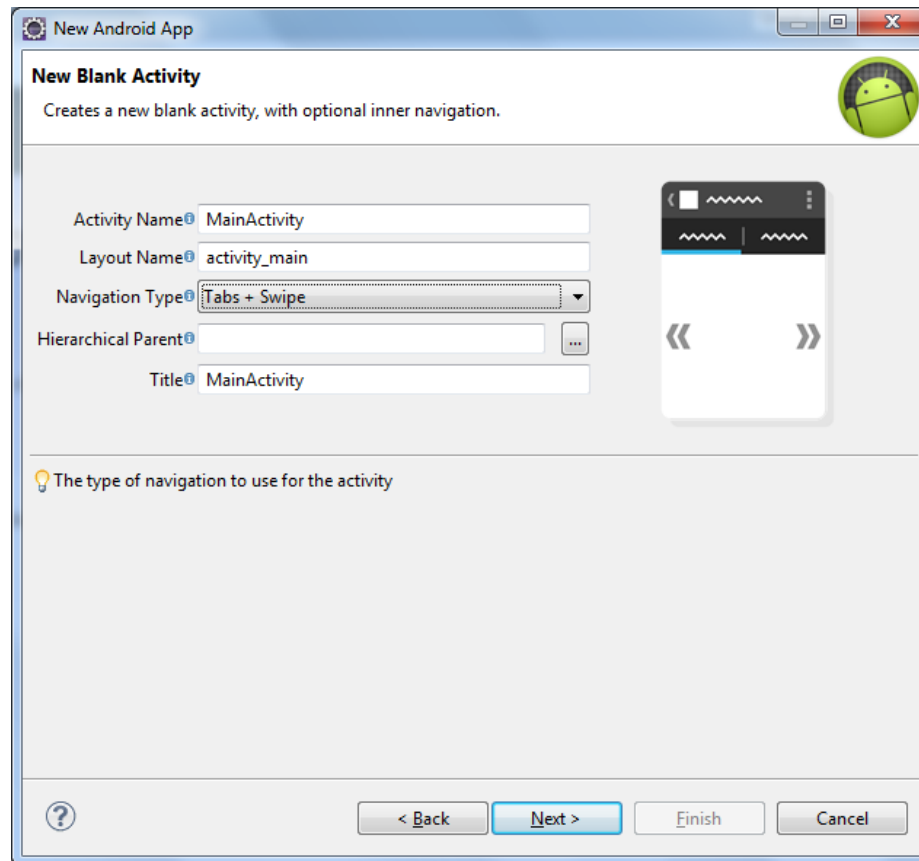 New Android App
New Blank Activity
Creates a new blank activity, with optional inner navigation.
Activity Name MainActivity
Layout Name activity_main
Navigation Type Tabs + Swipe
Hierarchical Parent ...
Title MainActivity
The type of navigation to use for the activity
? < Back Next > Finish Cancel